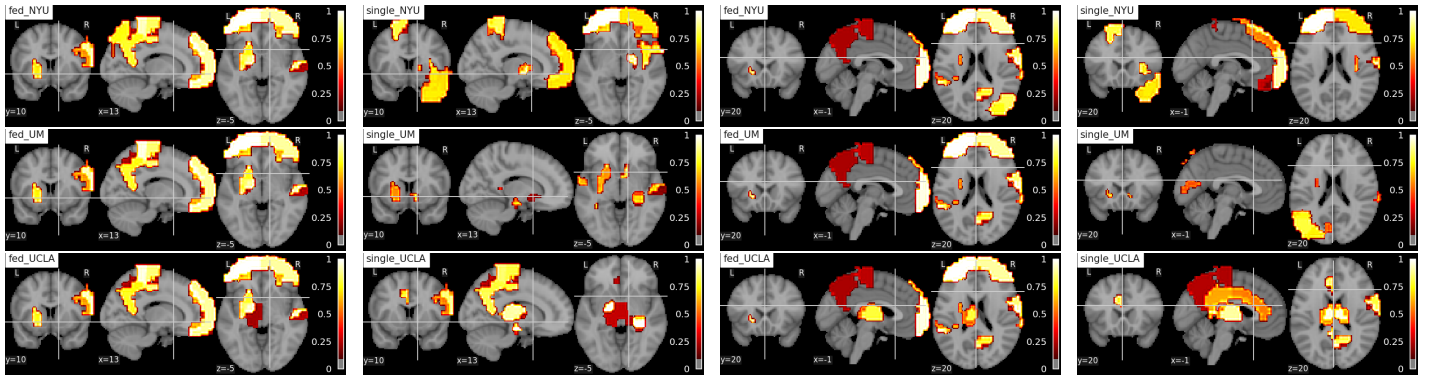 fed_NYU
L R
1
0.75
0.5
0.25
0
y=10 x=13 z=-5
single_NYU
L R
1
0.75
0.5
0.25
0
y=10 x=13 z=-5
fed_NYU
L R
1
0.75
0.5
0.25
0
y=20 x=-1 z=20
single_NYU
L R
1
0.75
0.5
0.25
0
y=20 x=-1 z=20
fed_UM
L R
1
0.75
0.5
0.25
0
y=10 x=13 z=-5
single_UM
L R
1
0.75
0.5
0.25
0
y=10 x=13 z=-5
fed_UM
L R
1
0.75
0.5
0.25
0
y=20 x=-1 z=20
single_UM
L R
1
0.75
0.5
0.25
0
y=20 x=-1 z=20
fed_UCLA
L R
1
0.75
0.5
0.25
0
y=10 x=13 z=-5
single_UCLA
L R
1
0.75
0.5
0.25
0
y=10 x=13 z=-5
fed_UCLA
L R
1
0.75
0.5
0.25
0
y=20 x=-1 z=20
single_UCLA
L R
1
0.75
0.5
0.25
0
y=20 x=-1 z=20